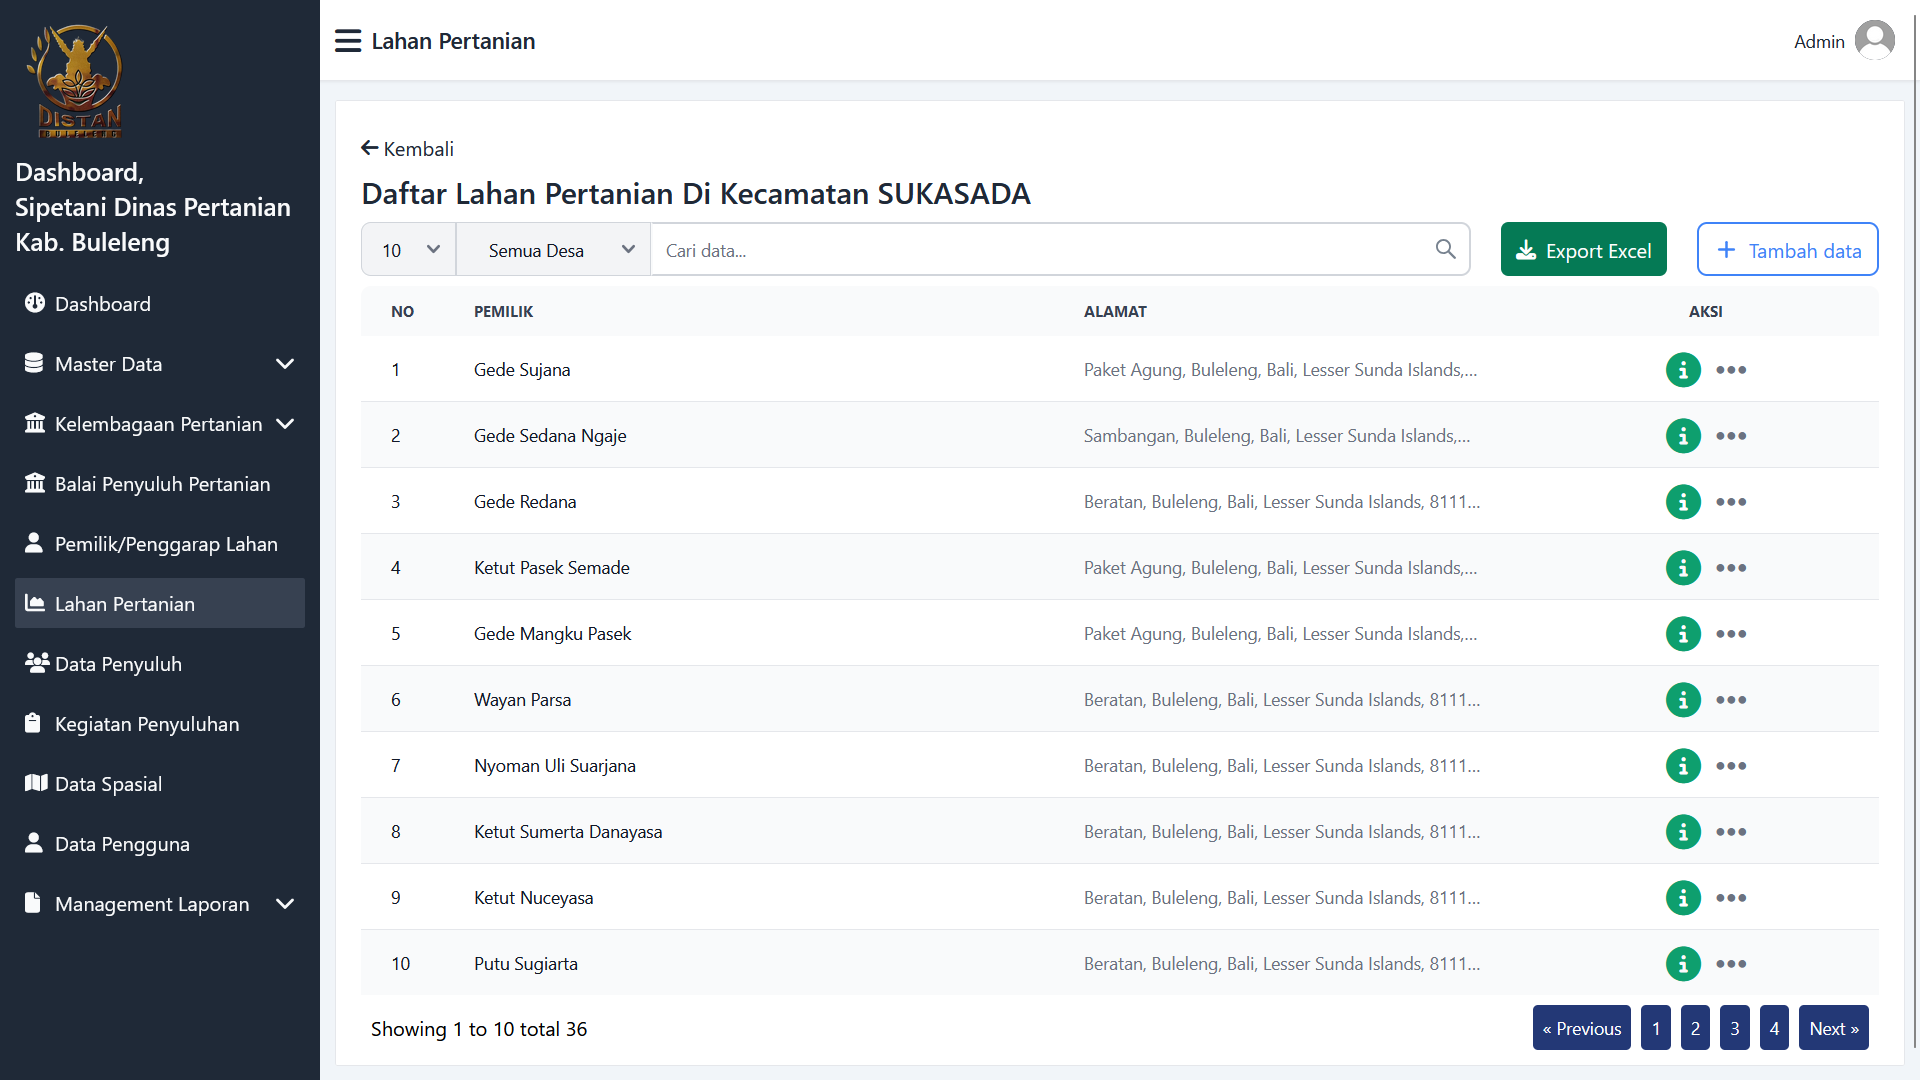 DISTAN
BULELENG
Dashboard,
Sipetani Dinas Pertanian
Kab. Buleleng
Dashboard
Master Data
Kelembagaan Pertanian
Balai Penyuluh Pertanian
Pemilik/Penggarap Lahan
Lahan Pertanian
Data Penyuluh
Kegiatan Penyuluhan
Data Spasial
Data Pengguna
Management Laporan
Lahan Pertanian
Admin
Kembali
Daftar Lahan Pertanian Di Kecamatan SUKASADA
10 Semua Desa Cari data... Export Excel Tambah data
NO PEMILIK ALAMAT AKSI
1 Gede Sujana Paket Agung, Buleleng, Bali, Lesser Sunda Islands,...
2 Gede Sedana Ngaje Sambangan, Buleleng, Bali, Lesser Sunda Islands,...
3 Gede Redana Beratan, Buleleng, Bali, Lesser Sunda Islands, 8111...
4 Ketut Pasek Semade Paket Agung, Buleleng, Bali, Lesser Sunda Islands,...
5 Gede Mangku Pasek Paket Agung, Buleleng, Bali, Lesser Sunda Islands,...
6 Wayan Parsa Beratan, Buleleng, Bali, Lesser Sunda Islands, 8111...
7 Nyoman Uli Suarjana Beratan, Buleleng, Bali, Lesser Sunda Islands, 8111...
8 Ketut Sumerta Danayasa Beratan, Buleleng, Bali, Lesser Sunda Islands, 8111...
9 Ketut Nuceyasa Beratan, Buleleng, Bali, Lesser Sunda Islands, 8111...
10 Putu Sugiarta Beratan, Buleleng, Bali, Lesser Sunda Islands, 8111...
Showing 1 to 10 total 36
« Previous 1 2 3 4 Next »